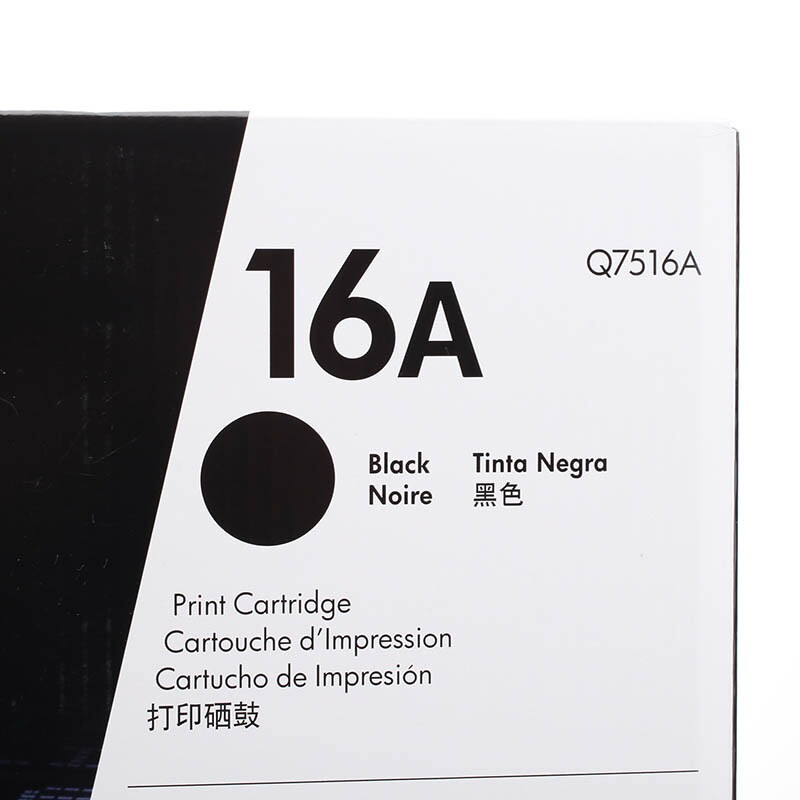 16A
Q7516A
Black
Noire
Tinta Negra
黑色
Print Cartridge
Cartouche d'Impression
Cartucho de Impresión
打印硒鼓